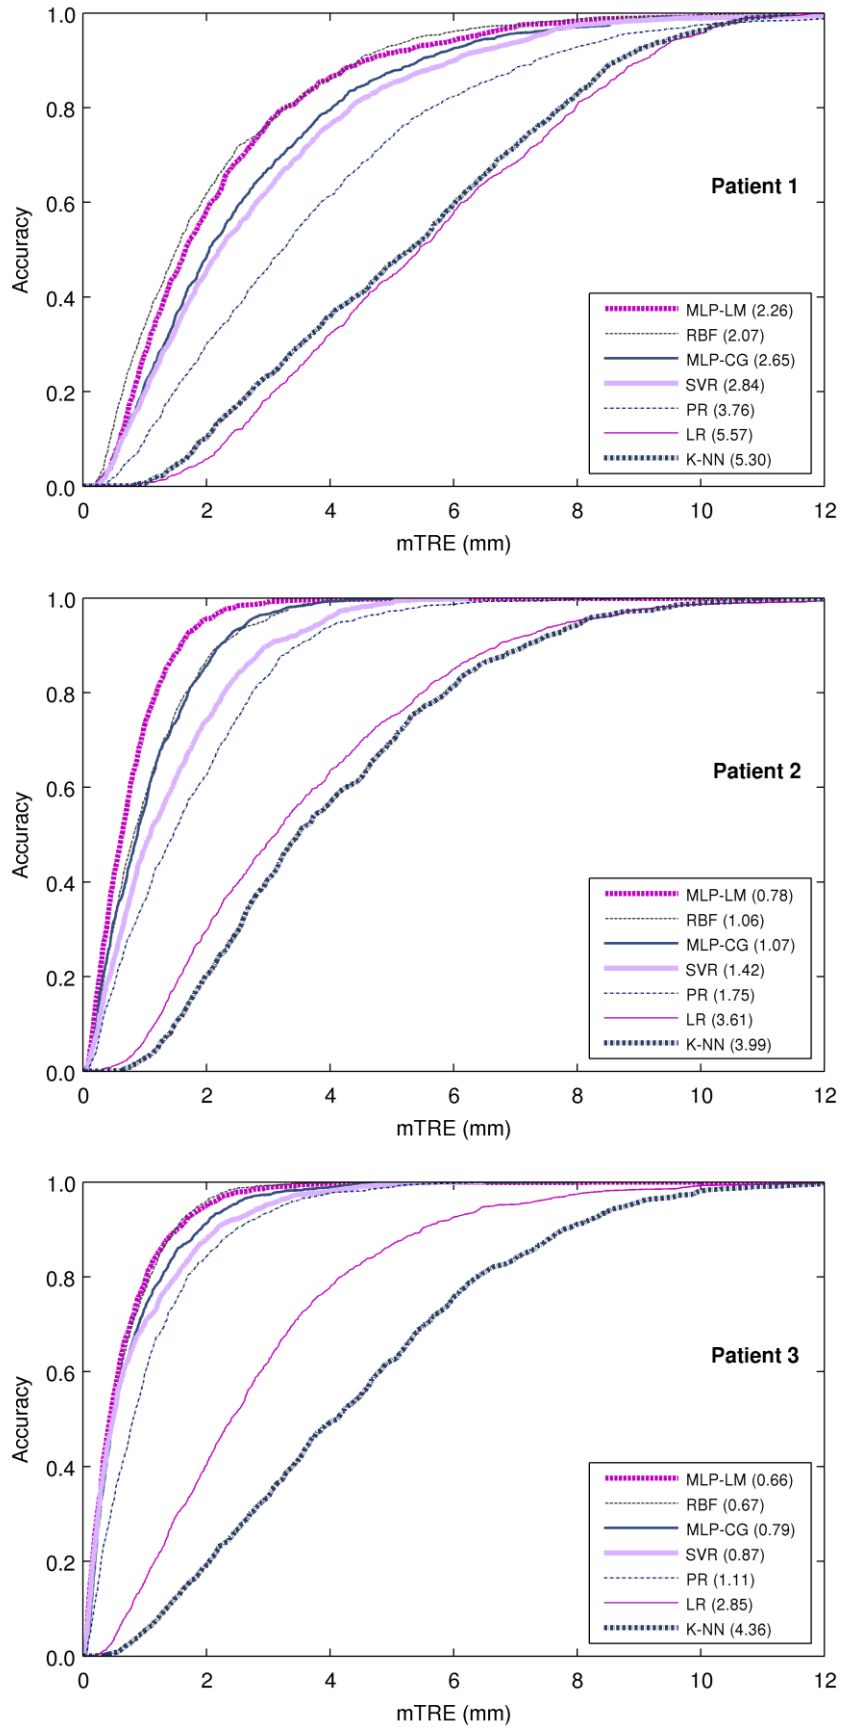 1.0
0.8
0.6
0.4
0.2
0.0
Accuracy
Patient 1
MLP-LM (2.26)
RBF (2.07)
MLP-CG (2.65)
SVR (2.84)
PR (3.76)
LR (5.57)
K-NN (5.30)
0 2 4 6 8 10 12
mTRE (mm)
1.0
0.8
0.6
0.4
0.2
0.0
Accuracy
Patient 2
MLP-LM (0.78)
RBF (1.06)
MLP-CG (1.07)
SVR (1.42)
PR (1.75)
LR (3.61)
K-NN (3.99)
0 2 4 6 8 10 12
mTRE (mm)
1.0
0.8
0.6
0.4
0.2
0.0
Accuracy
Patient 3
MLP-LM (0.66)
RBF (0.67)
MLP-CG (0.79)
SVR (0.87)
PR (1.11)
LR (2.85)
K-NN (4.36)
0 2 4 6 8 10 12
mTRE (mm)